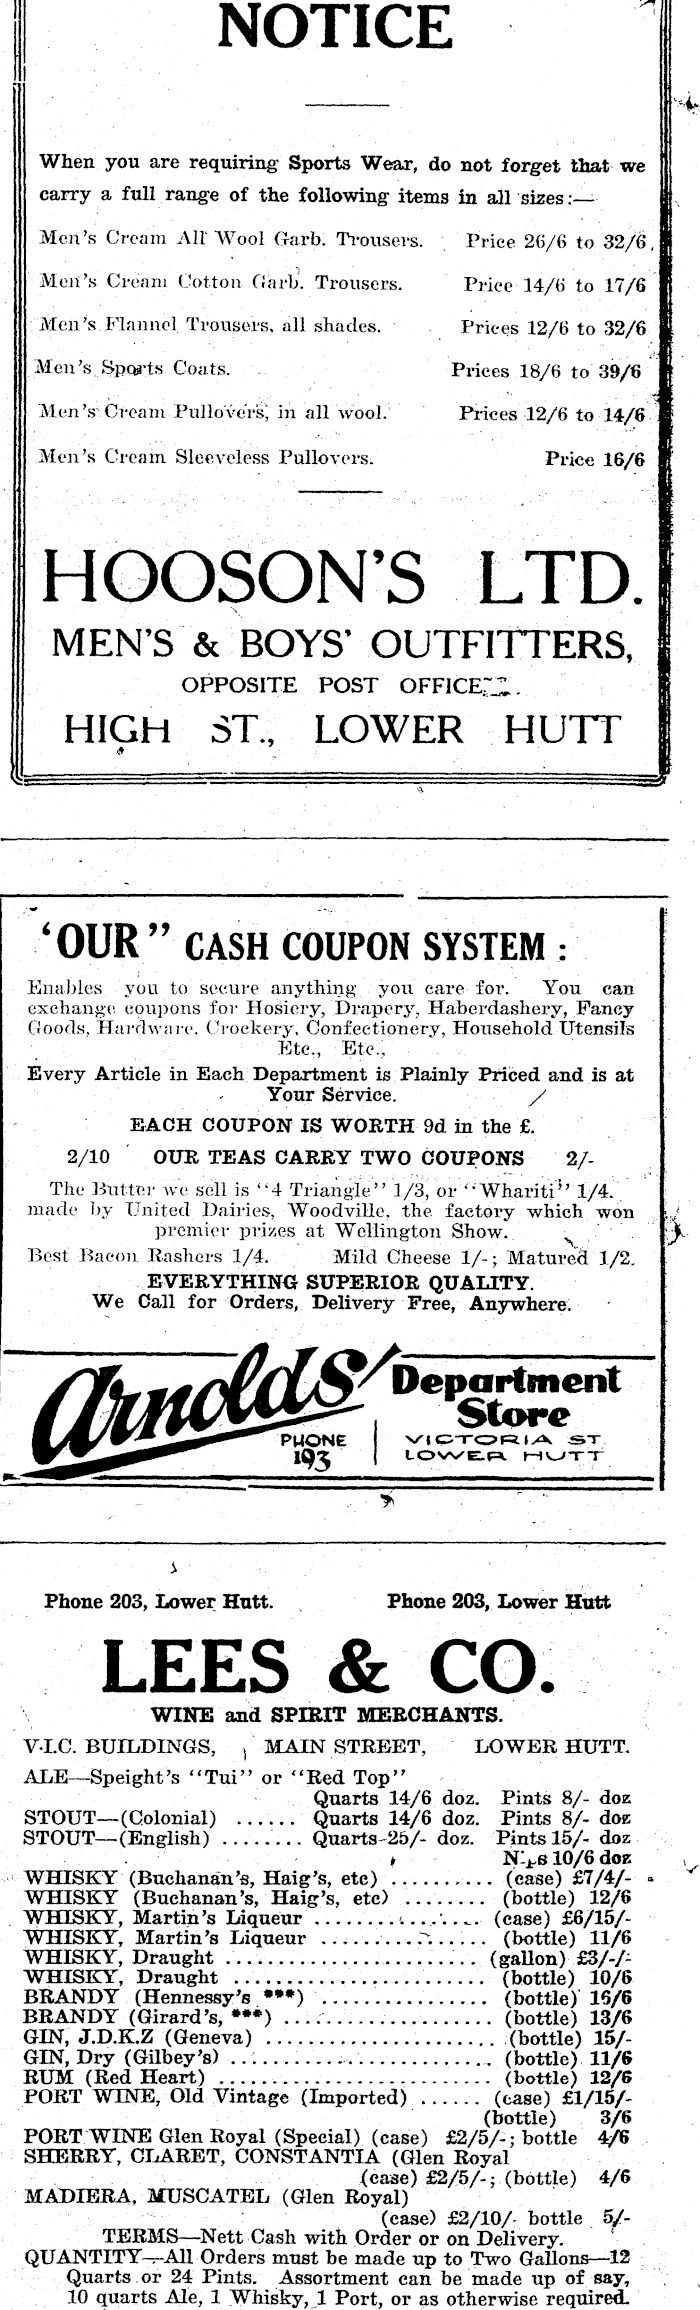 NOTICE
When you are requiring Sports Wear, do not forget that we
carry a full range of the following items in all sizes:—
Men's Cream All Wool Garb. Trousers. Price 26/6 to 32/6.
Men's Cream Cotton Garb. Trousers. Price 14/6 to 17/6
Men's Flannel Trousers, all shades. Prices 12/6 to 32/6
Men's Sports Coats. Prices 18/6 to 39/6
Men's Cream Pullovers, in all wool. Prices 12/6 to 14/6
Men's Cream Sleeveless Pullovers. Price 16/6
HOOSON'S LTD.
MEN'S & BOYS' OUTFITTERS,
OPPOSITE POST OFFICE
HIGH ST., LOWER HUTT
'OUR" CASH COUPON SYSTEM :
Enables you to secure anything you care for. You can
exchange coupons for Hosiery, Drapery, Haberdashery, Fancy
Goods, Hardware. Crockery, Confectionery, Household Utensils
Etc., Etc.,
Every Article in Each Department is Plainly Priced and is at
Your Service.
EACH COUPON IS WORTH 9d in the £.
2/10 OUR TEAS CARRY TWO COUPONS 2/-
The Butter we sell is "4 Triangle" 1/3, or "Whariti" 1/4.
made by United Dairies, Woodville, the factory which won
premier prizes at Wellington Show.
Best Bacon Rashers 1/4. Mild Cheese 1/-; Matured 1/2.
EVERYTHING SUPERIOR QUALITY.
We Call for Orders, Delivery Free, Anywhere.
Arnolds' Department
Store
PHONE
193
VICTORIA ST
LOWER HUTT
Phone 203, Lower Hutt. Phone 203, Lower Hutt
LEES & CO.
WINE and SPIRIT MERCHANTS.
V.I.C. BUILDINGS, MAIN STREET, LOWER HUTT.
ALE—Speight's "Tui" or "Red Top"
Quarts 14/6 doz. Pints 8/- doz
STOUT—(Colonial) ...... Quarts 14/6 doz. Pints 8/- doz
STOUT—(English) ........ Quarts 25/- doz. Pints 15/- doz
10/6 doz
WHISKY (Buchanan's, Haig's, etc) .......... (case) £7/4/-
WHISKY (Buchanan's, Haig's, etc) ........ (bottle) 12/6
WHISKY, Martin's Liqueur ................ (case) £6/15/-
WHISKY, Martin's Liqueur ................ (bottle) 11/6
WHISKY, Draught ........................ (gallon) £3/-/-
WHISKY, Draught ........................ (bottle) 10/6
BRANDY (Hennessy's ***) ................ (bottle) 16/6
BRANDY (Girard's, ***) .................. (bottle) 13/6
GIN, J.D.K.Z (Geneva) .................... (bottle) 15/-
GIN, Dry (Gilbey's) ........................ (bottle) 11/6
RUM (Red Heart) .......................... (bottle) 12/6
PORT WINE, Old Vintage (Imported) ...... (case) £1/15/-
(bottle) 3/6
PORT WINE Glen Royal (Special) (case) £2/5/-; bottle 4/6
SHERRY, CLARET, CONSTANTIA (Glen Royal
(case) £2/5/-; (bottle) 4/6
MADIERA, MUSCATEL (Glen Royal)
(case) £2/10/- bottle 5/-
TERMS—Nett Cash with Order or on Delivery.
QUANTITY—All Orders must be made up to Two Gallons—12
Quarts or 24 Pints. Assortment can be made up of say,
10 quarts Ale, 1 Whisky, 1 Port, or as otherwise required.